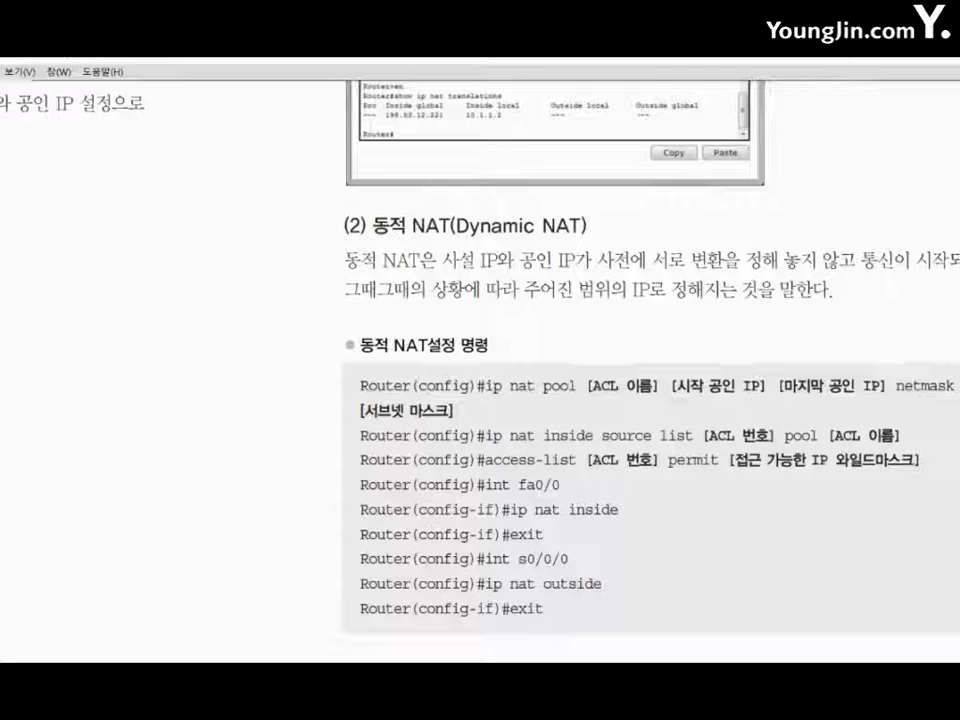 YoungJin.com Y.
보기(V) 창(W) 도움말(H)
와 공인 IP 설정으로
Router>en
Router#show ip nat translations
Pro Inside global Inside local Outside local Outside global
--- 198.83.12.221 10.1.1.2 --- ---
Router#
Copy Paste
(2) 동적 NAT(Dynamic NAT)
동적 NAT은 사설 IP와 공인 IP가 사전에 서로 변환을 정해 놓지 않고 통신이 시작되
그때그때의 상황에 따라 주어진 범위의 IP로 정해지는 것을 말한다.
동적 NAT설정 명령
Router(config)#ip nat pool [ACL 이름] [시작 공인 IP] [마지막 공인 IP] netmask
[서브넷 마스크]
Router(config)#ip nat inside source list [ACL 번호] pool [ACL 이름]
Router(config)#access-list [ACL 번호] permit [접근 가능한 IP 와일드마스크]
Router(config)#int fa0/0
Router(config-if)#ip nat inside
Router(config-if)#exit
Router(config)#int s0/0/0
Router(config)#ip nat outside
Router(config-if)#exit